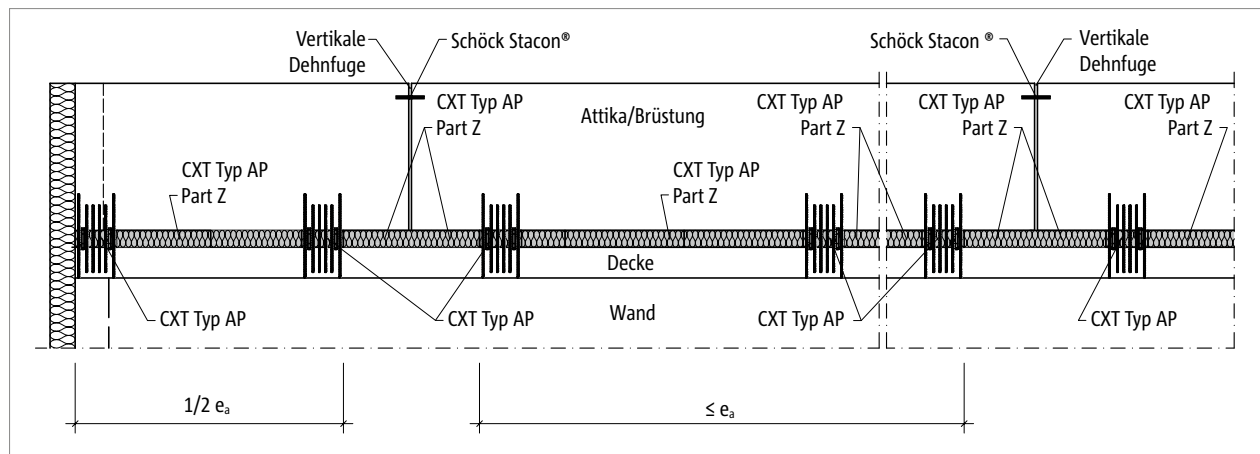 Vertikale
Dehnfuge
Schöck Stacon®
Schöck Stacon ®
Vertikale
Dehnfuge
CXT Typ AP
Part Z
Attika/Brüstung
CXT Typ AP
Part Z
CXT Typ AP
Part Z
CXT Typ AP
Part Z
CXT Typ AP
Part Z
CXT Typ AP
Part Z
Decke
Wand
CXT Typ AP
CXT Typ AP
CXT Typ AP
CXT Typ AP
1/2 eₐ
≤ eₐ